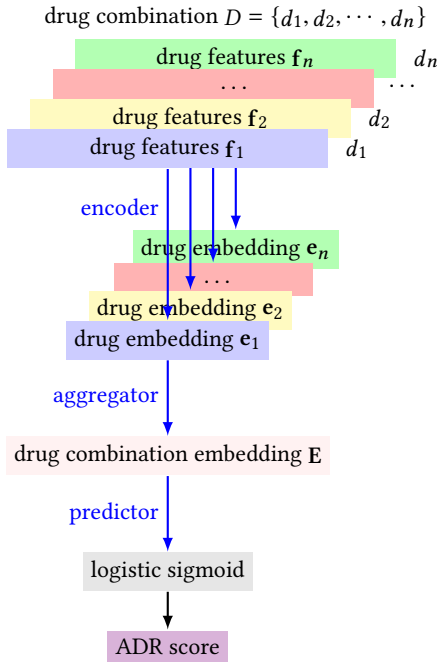 drug combination D = {d₁, d₂, ⋯, dₙ}
drug features fₙ dₙ
⋯ ⋯
drug features f₂ d₂
drug features f₁ d₁
encoder
drug embedding eₙ
⋯
drug embedding e₂
drug embedding e₁
aggregator
drug combination embedding E
predictor
logistic sigmoid
ADR score